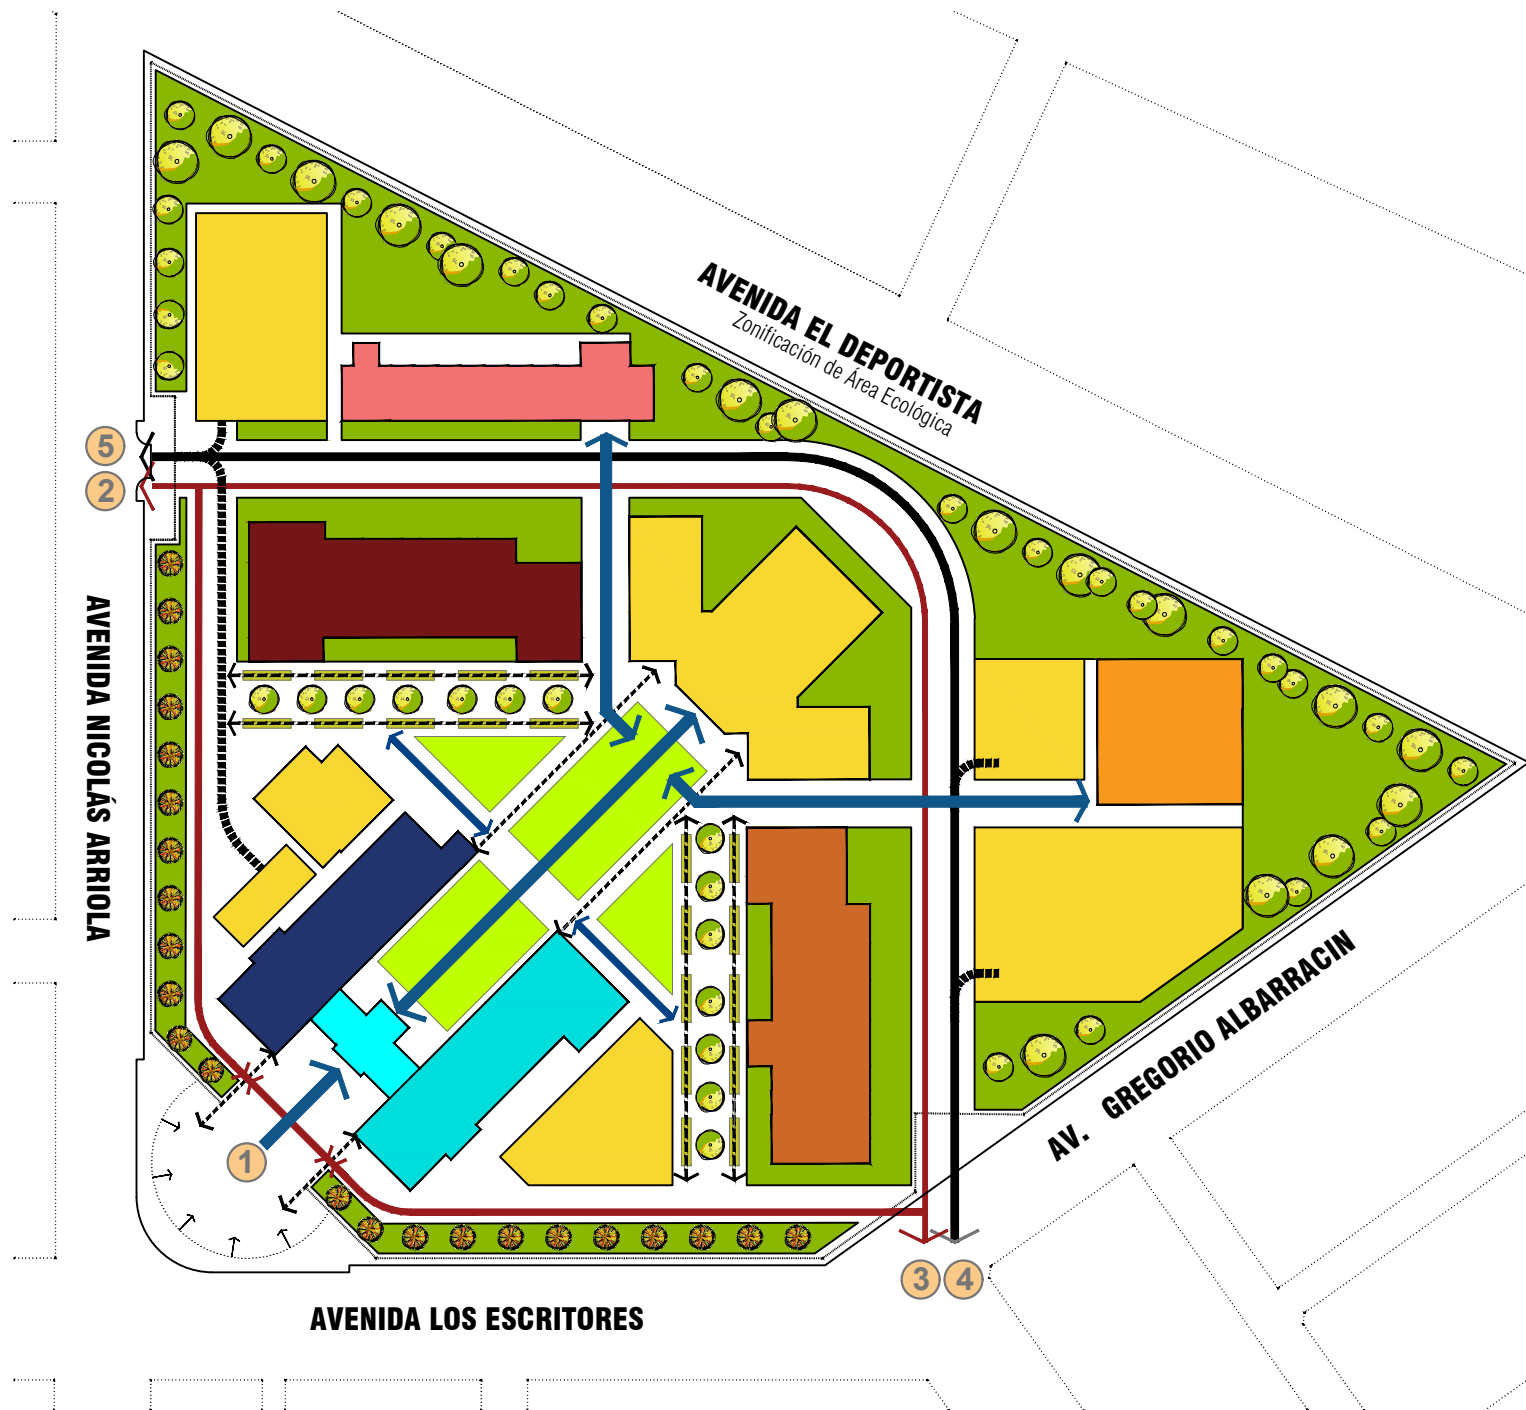 AVENIDA EL DEPORTISTA
Zonificación de Área Ecológica
5
2
AVENIDA NICOLÁS ARRIOLA
AV. GREGORIO ALBARRACIN
1
3
4
AVENIDA LOS ESCRITORES